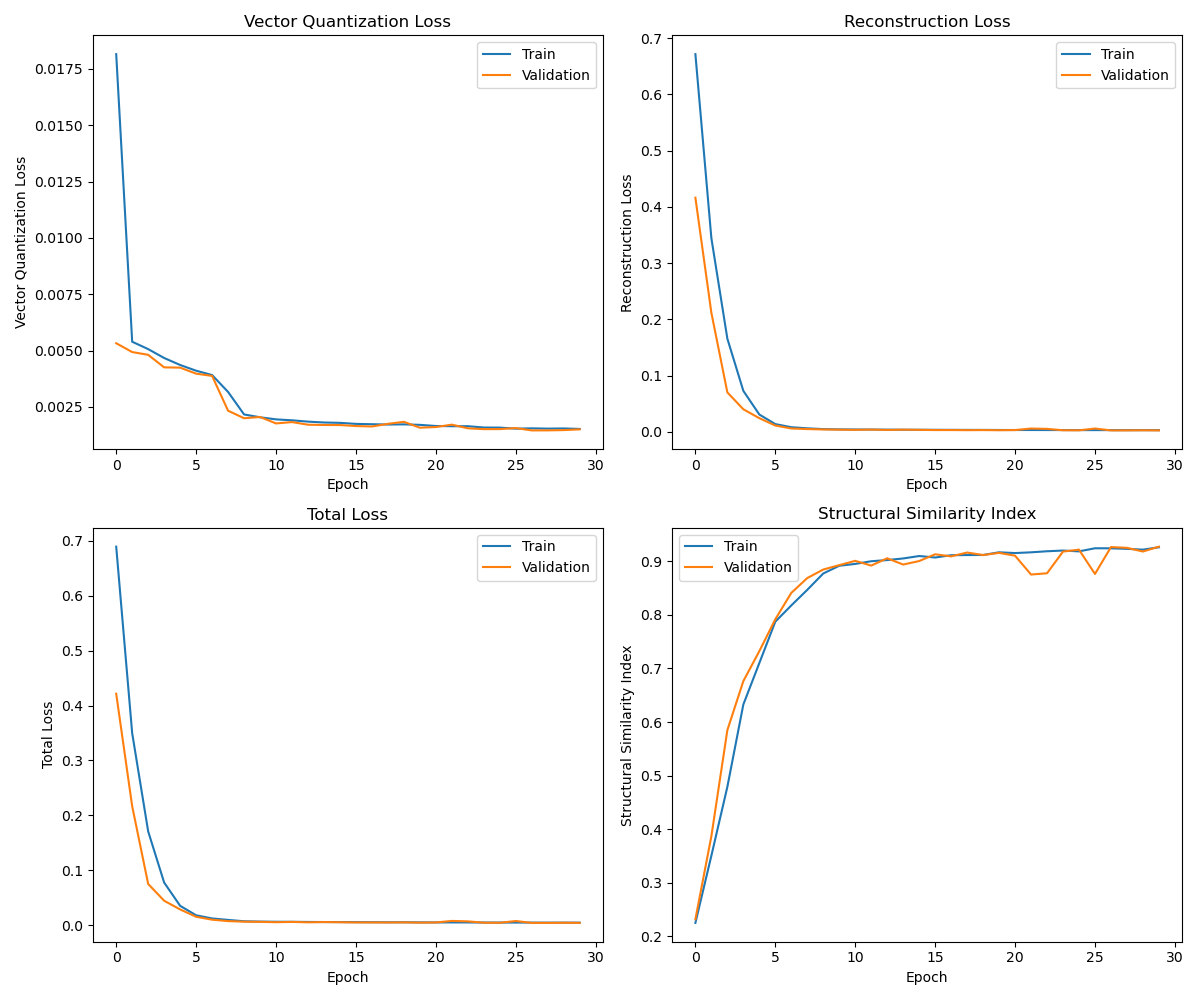 Vector Quantization Loss
Train
Validation
0.0175
0.0150
0.0125
0.0100
0.0075
0.0050
0.0025
Vector Quantization Loss
0 5 10 15 20 25 30
Epoch
Reconstruction Loss
Train
Validation
0.7
0.6
0.5
0.4
0.3
0.2
0.1
0.0
Reconstruction Loss
0 5 10 15 20 25 30
Epoch
Total Loss
Train
Validation
0.7
0.6
0.5
0.4
0.3
0.2
0.1
0.0
Total Loss
0 5 10 15 20 25 30
Epoch
Structural Similarity Index
Train
Validation
0.9
0.8
0.7
0.6
0.5
0.4
0.3
0.2
Structural Similarity Index
0 5 10 15 20 25 30
Epoch